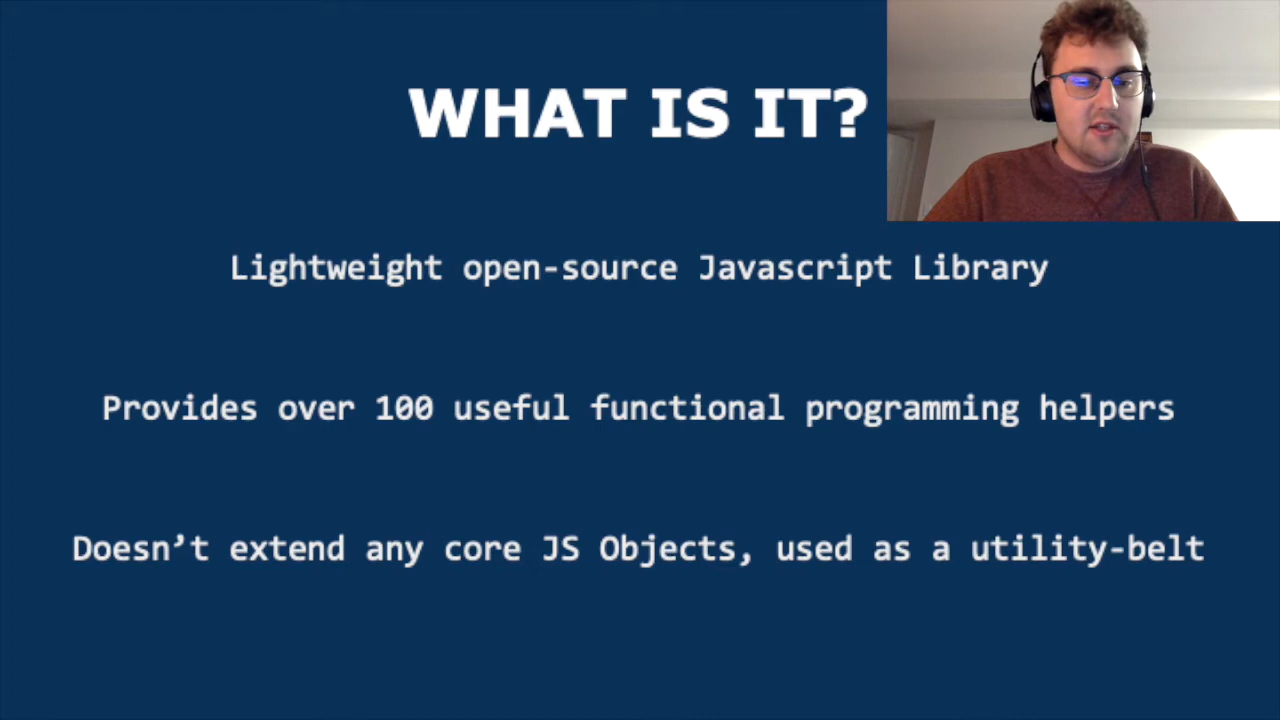 WHAT IS IT?
Lightweight open-source Javascript Library
Provides over 100 useful functional programming helpers
Doesn’t extend any core JS Objects, used as a utility-belt